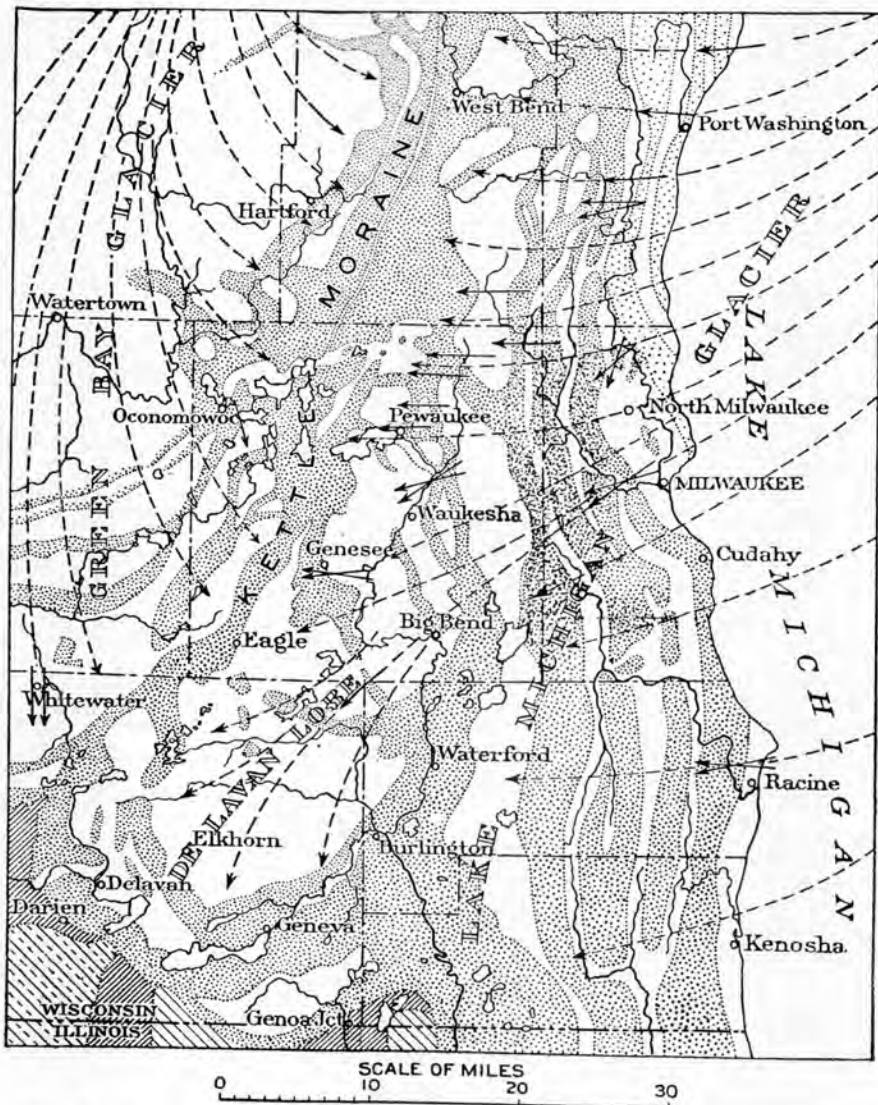 GREEN BAY GLACIER
LAKE MICHIGAN GLACIER
LAKE MICHIGAN
KETTLE MORAINE
DELAVAN LOBE
West Bend
Port Washington
Hartford
Watertown
Oconomowoc
Pewaukee
North Milwaukee
MILWAUKEE
Waukesha
Genesee
Cudahy
Big Bend
Eagle
Whitewater
Waterford
Racine
Elkhorn
Burlington
Delavan
Darien
Geneva
Kenosha
WISCONSIN
ILLINOIS
Genoa Jct
SCALE OF MILES
0 10 20 30